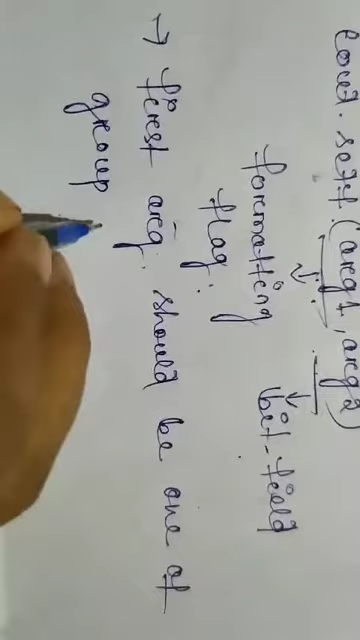 cout.setf.(arg1, arg2)
formatting bit-field
flag:
→ first arg: should be one of
group